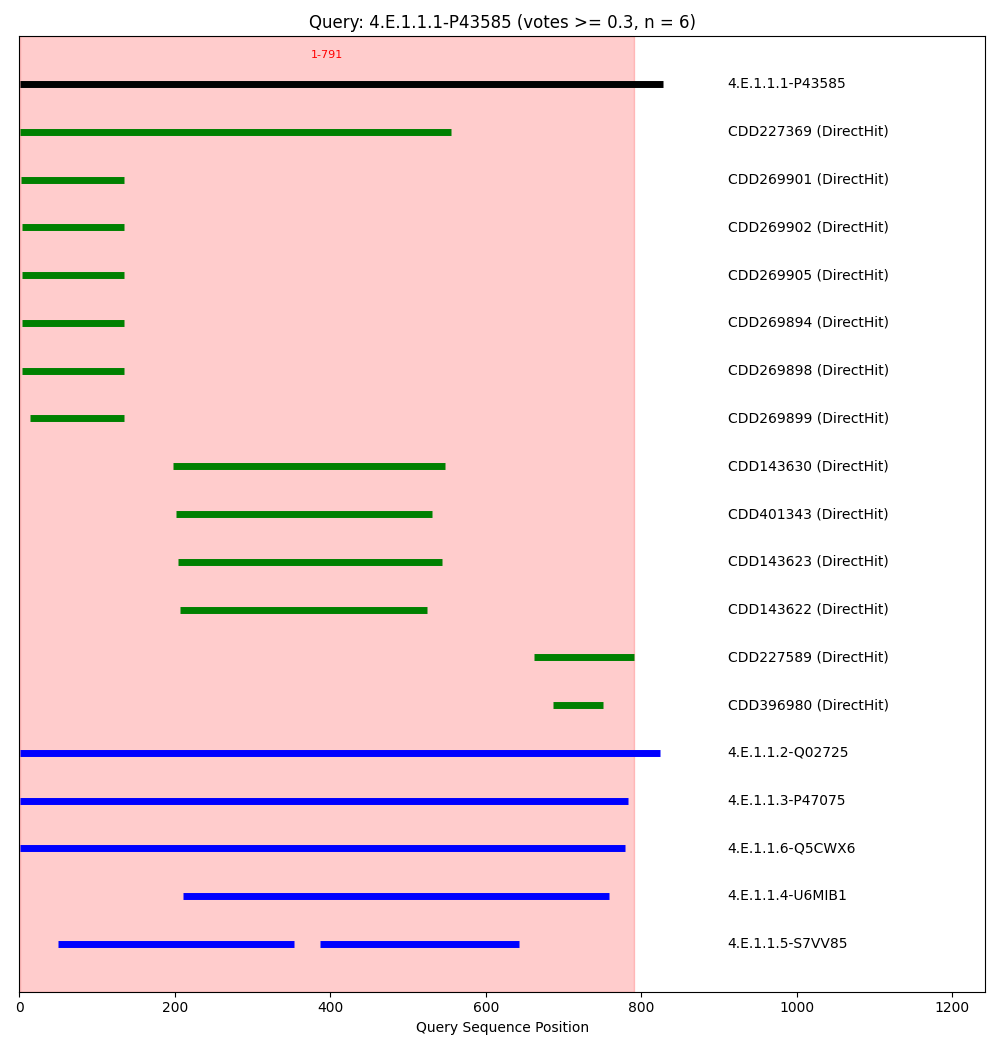 Query: 4.E.1.1.1-P43585 (votes >= 0.3, n = 6)
1-791
4.E.1.1.1-P43585
CDD227369 (DirectHit)
CDD269901 (DirectHit)
CDD269902 (DirectHit)
CDD269905 (DirectHit)
CDD269894 (DirectHit)
CDD269898 (DirectHit)
CDD269899 (DirectHit)
CDD143630 (DirectHit)
CDD401343 (DirectHit)
CDD143623 (DirectHit)
CDD143622 (DirectHit)
CDD227589 (DirectHit)
CDD396980 (DirectHit)
4.E.1.1.2-Q02725
4.E.1.1.3-P47075
4.E.1.1.6-Q5CWX6
4.E.1.1.4-U6MIB1
4.E.1.1.5-S7VV85
0 200 400 600 800 1000 1200
Query Sequence Position